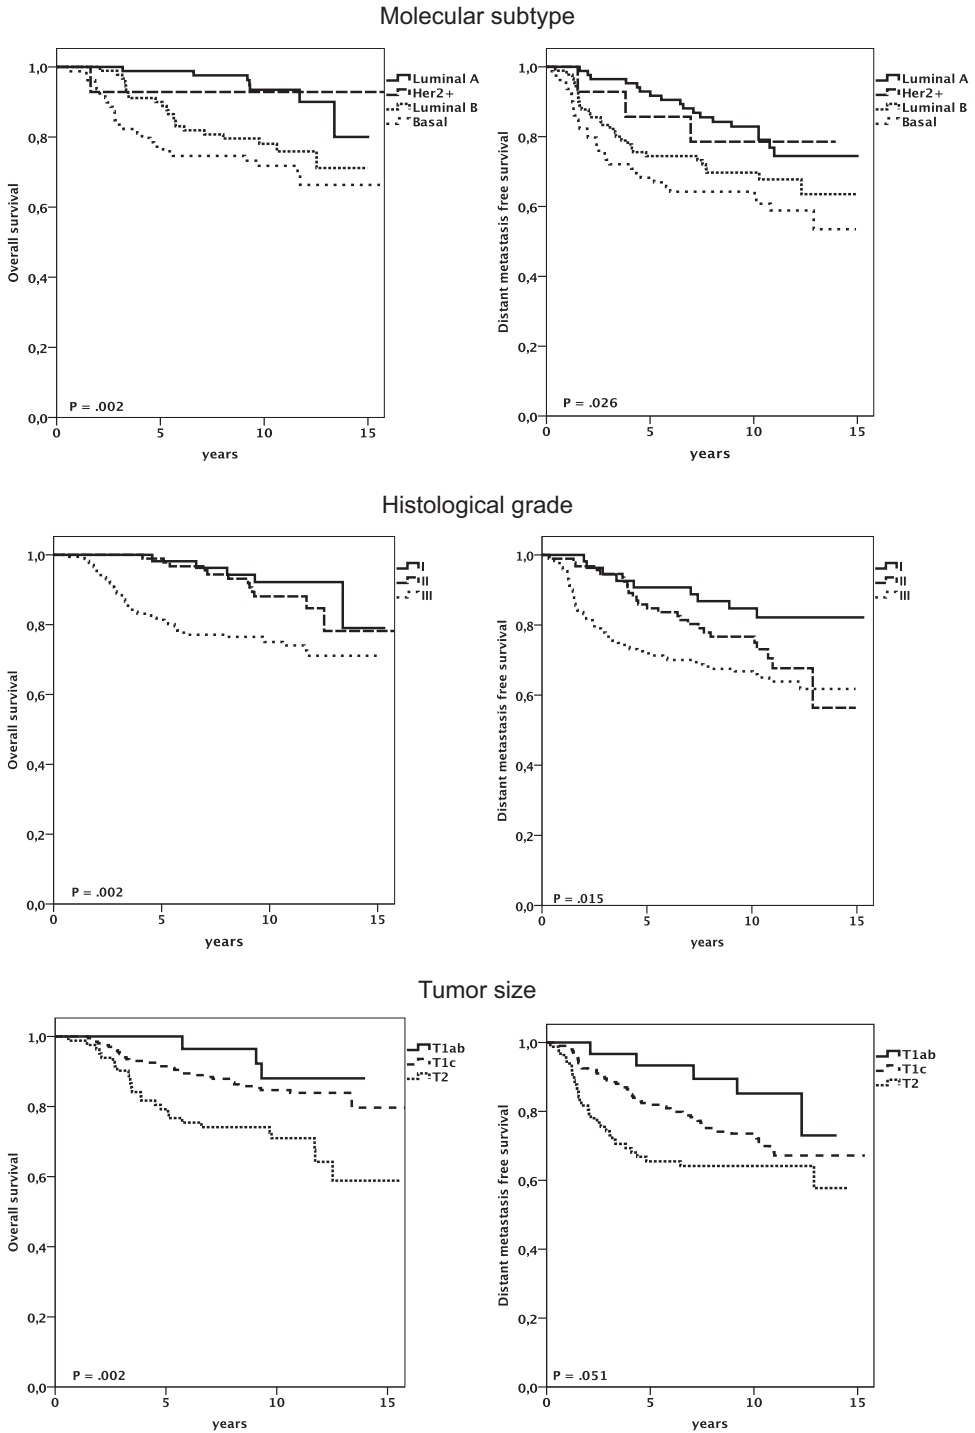 Molecular subtype
Overall survival
1,0
0,8
0,6
0,4
0,2
0,0
P = .002
0 5 10 15
years
Luminal A
Her2+
Luminal B
Basal
Distant metastasis free survival
1,0
0,8
0,6
0,4
0,2
0,0
P = .026
0 5 10 15
years
Luminal A
Her2+
Luminal B
Basal
Histological grade
Overall survival
1,0
0,8
0,6
0,4
0,2
0,0
P = .002
0 5 10 15
years
I
II
III
Distant metastasis free survival
1,0
0,8
0,6
0,4
0,2
0,0
P = .015
0 5 10 15
years
I
II
III
Tumor size
Overall survival
1,0
0,8
0,6
0,4
0,2
0,0
P = .002
0 5 10 15
years
T1ab
T1c
T2
Distant metastasis free survival
1,0
0,8
0,6
0,4
0,2
0,0
P = .051
0 5 10 15
years
T1ab
T1c
T2